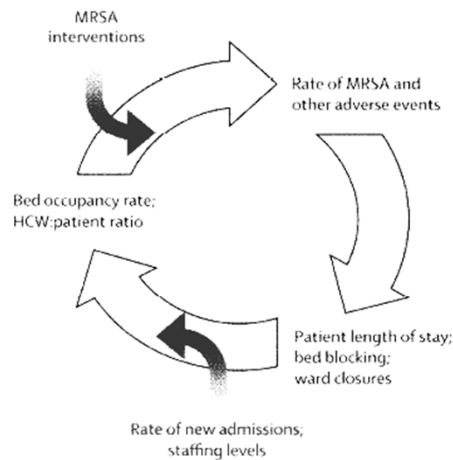 MRSA
interventions
Rate of MRSA and
other adverse events
Bed occupancy rate;
HCW:patient ratio
Patient length of stay;
bed blocking;
ward closures
Rate of new admissions;
staffing levels